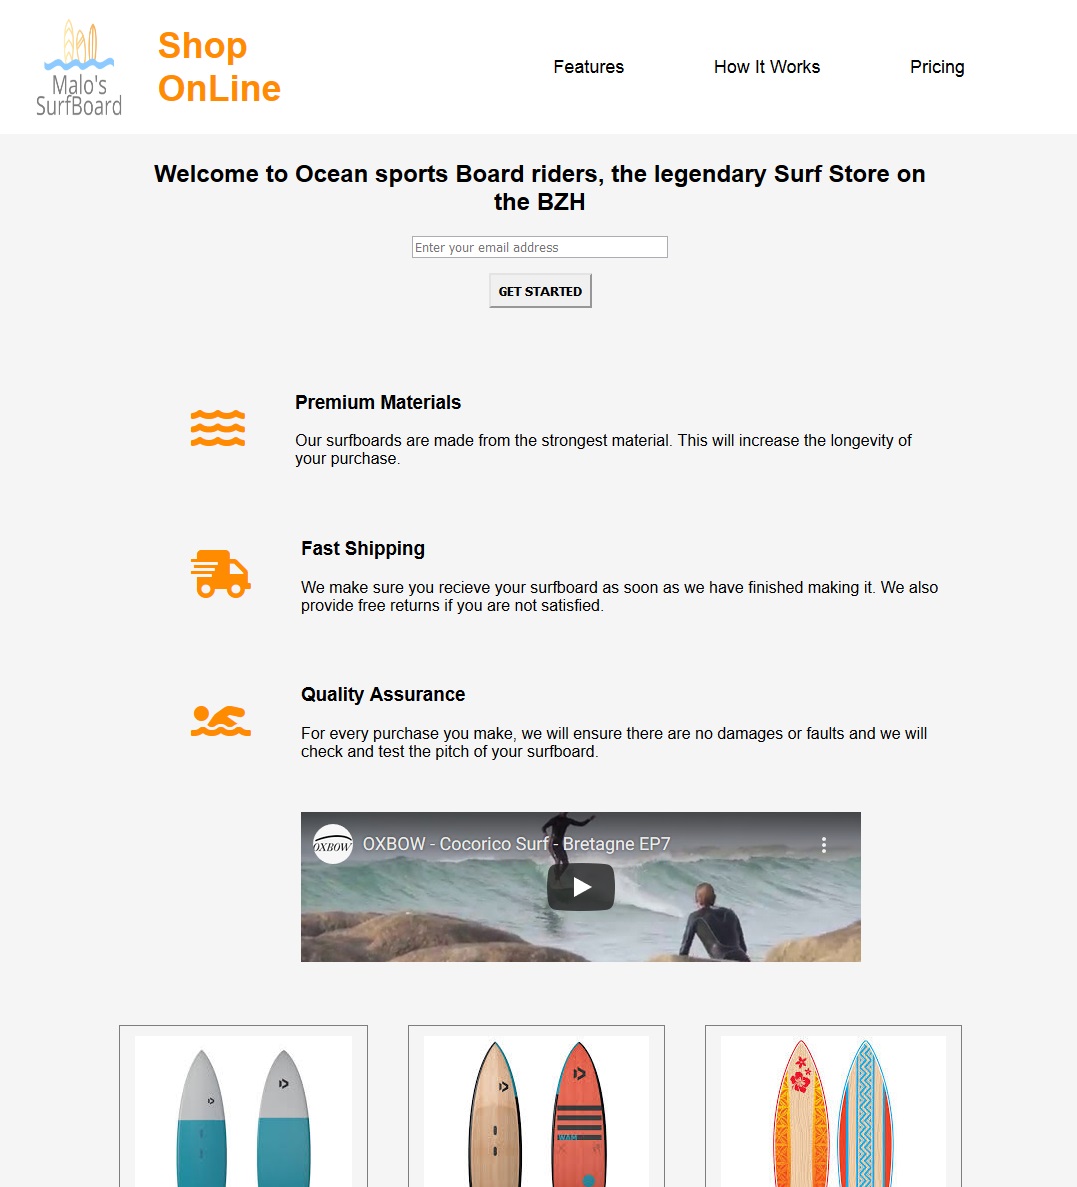 Malo's
SurfBoard
Shop
OnLine
Features
How It Works
Pricing
Welcome to Ocean sports Board riders, the legendary Surf Store on
the BZH
Enter your email address
GET STARTED
Premium Materials
Our surfboards are made from the strongest material. This will increase the longevity of
your purchase.
Fast Shipping
We make sure you recieve your surfboard as soon as we have finished making it. We also
provide free returns if you are not satisfied.
Quality Assurance
For every purchase you make, we will ensure there are no damages or faults and we will
check and test the pitch of your surfboard.
OXBOW
OXBOW - Cocorico Surf - Bretagne EP7
WAM